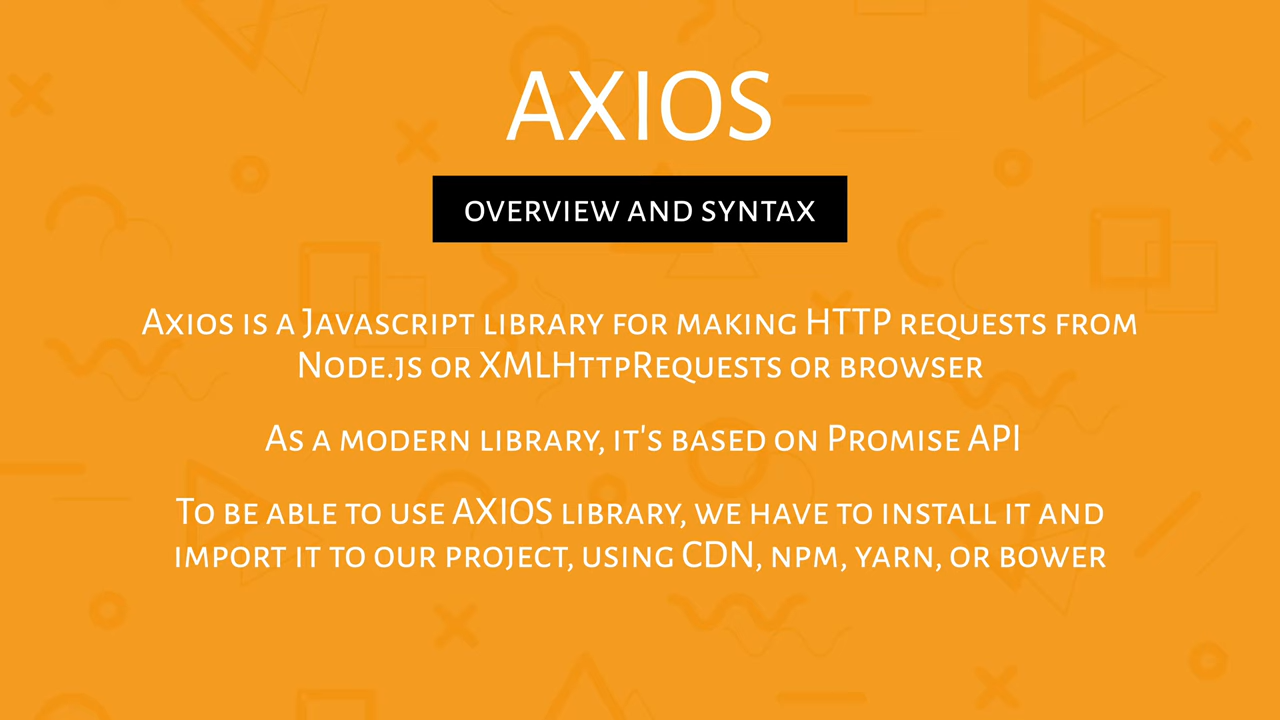 AXIOS
OVERVIEW AND SYNTAX
Axios is a Javascript library for making HTTP requests from
Node.js or XMLHttpRequests or browser
As a modern library, it's based on Promise API
To be able to use AXIOS library, we have to install it and
import it to our project, using CDN, npm, yarn, or bower